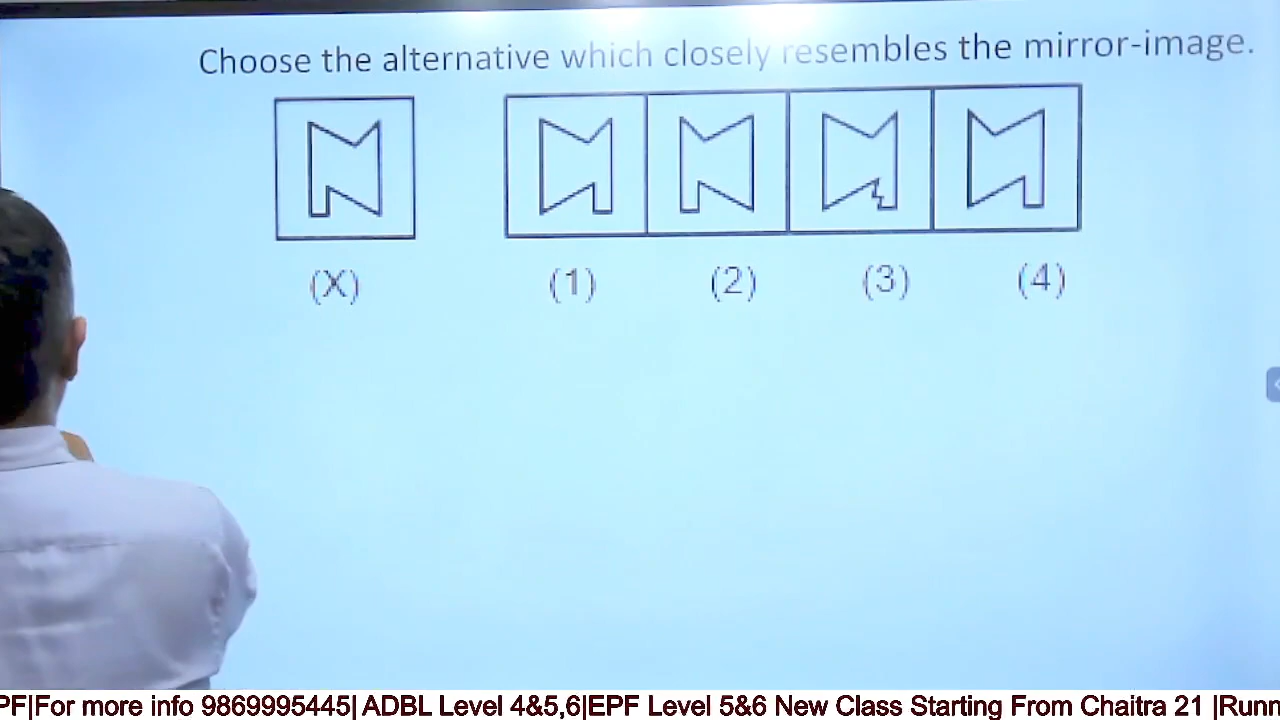 Choose the alternative which closely resembles the mirror-image.
(X) (1) (2) (3) (4)
PF|For more info 9869995445| ADBL Level 4&5,6|EPF Level 5&6 New Class Starting From Chaitra 21 |Runn